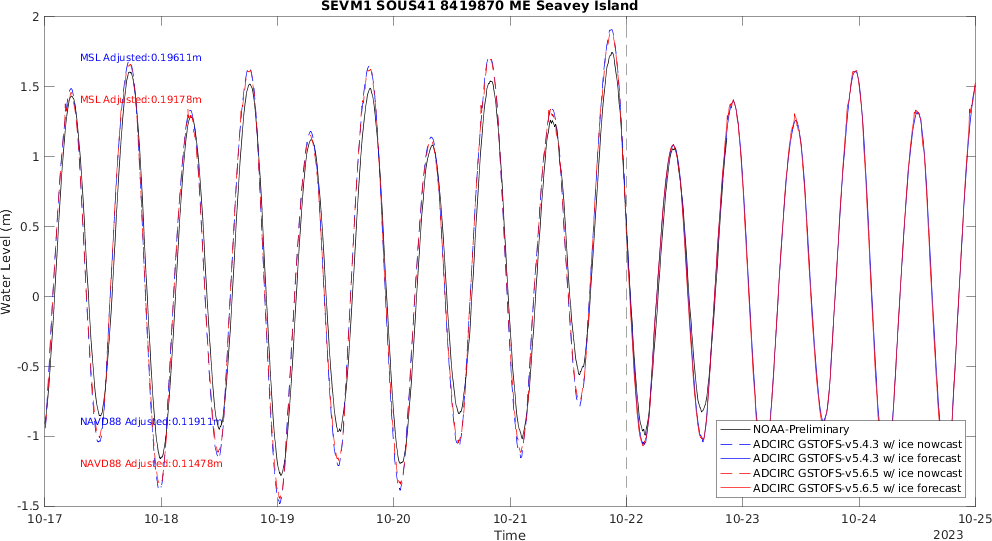 SEVM1 SOUS41 8419870 ME Seavey Island
2
1.5
1
0.5
0
-0.5
-1
-1.5
Water Level (m)
MSL Adjusted:0.19611m
MSL Adjusted:0.19178m
NAVD88 Adjusted:0.11911m
NAVD88 Adjusted:0.11478m
NOAA-Preliminary
ADCIRC GSTOFS-v5.4.3 w/ ice nowcast
ADCIRC GSTOFS-v5.4.3 w/ ice forecast
ADCIRC GSTOFS-v5.6.5 w/ ice nowcast
ADCIRC GSTOFS-v5.6.5 w/ ice forecast
10-17 10-18 10-19 10-20 10-21 10-22 10-23 10-24 10-25
Time
2023